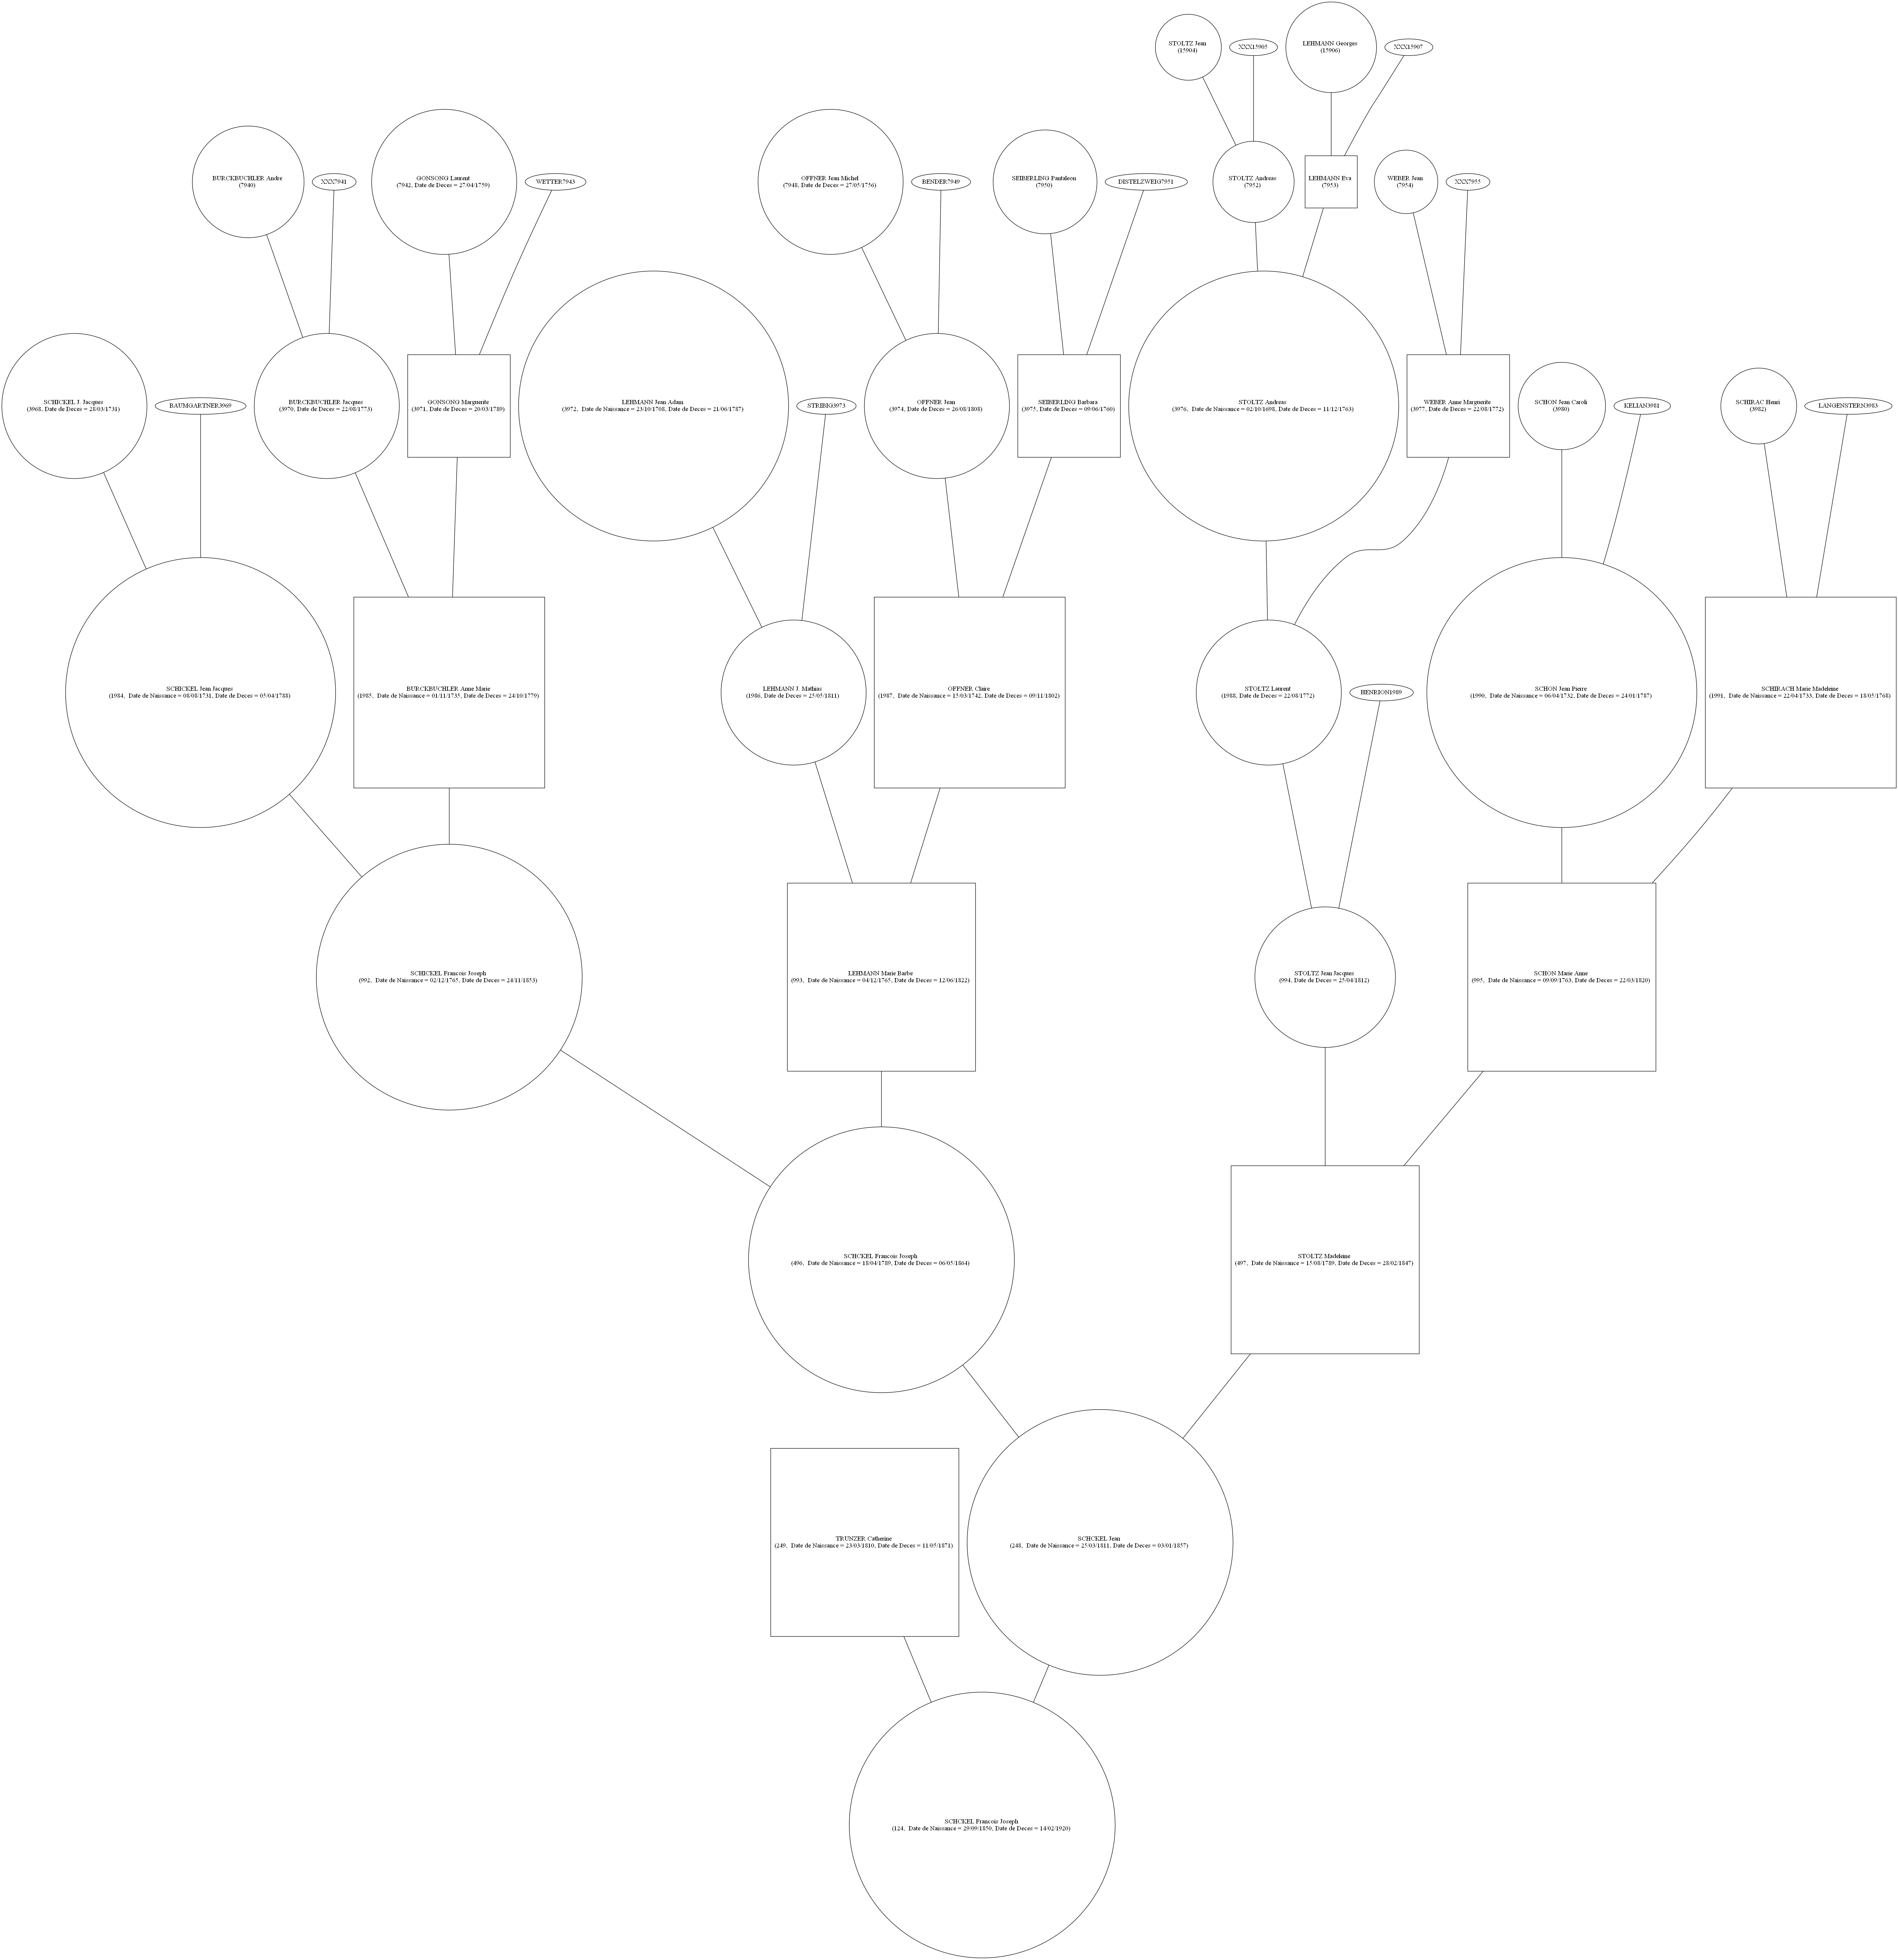 STOLTZ Jean
(15904)
XXX15905
LEHMANN Georges
(15906)
XXX15907
BURCKBUCHLER Andre
(7940)
XXX7941
GONSONG Laurent
(7942, Date de Deces = 27/04/1759)
WETTER7943
OFFNER Jean Michel
(7948, Date de Deces = 27/05/1756)
BENDER7949
SEIBERLING Pantaleon
(7950)
DISTELZWEIG7951
STOLTZ Andreas
(7952)
LEHMANN Eva
(7953)
WEBER Jean
(7954)
XXX7955
SCHICKEL J. Jacques
(3968, Date de Deces = 28/03/1731)
BAUMGARTNER3969
BURCKBUCHLER Jacques
(3970, Date de Deces = 22/08/1773)
GONSONG Marguerite
(3971, Date de Deces = 20/03/1789)
LEHMANN Jean Adam
(3972,  Date de Naissance = 23/10/1708, Date de Deces = 21/06/1787)
STRIBIG3973
OFFNER Jean
(3974, Date de Deces = 26/08/1808)
SEIBERLING Barbara
(3975, Date de Deces = 09/06/1760)
STOLTZ Andreas
(3976,  Date de Naissance = 02/10/1698, Date de Deces = 11/12/1763)
WEBER Anne Marguerite
(3977, Date de Deces = 22/08/1772)
SCHON Jean Caroli
(3980)
KELIAN3981
SCHIRAC Henri
(3982)
LANGENSTERN3983
SCHICKEL Jean Jacques
(1984,  Date de Naissance = 08/08/1731, Date de Deces = 05/04/1788)
BURCKBUCHLER Anne Marie
(1985,  Date de Naissance = 01/11/1735, Date de Deces = 24/10/1779)
LEHMANN J. Mathias
(1986, Date de Deces = 25/05/1811)
OFFNER Claire
(1987,  Date de Naissance = 15/03/1742, Date de Deces = 09/11/1802)
STOLTZ Laurent
(1988, Date de Deces = 22/08/1772)
HENRION1989
SCHON Jean Pierre
(1990,  Date de Naissance = 06/04/1732, Date de Deces = 24/01/1787)
SCHIRACH Marie Madeleine
(1991,  Date de Naissance = 22/04/1733, Date de Deces = 18/05/1768)
SCHICKEL Francois Joseph
(992,  Date de Naissance = 02/12/1765, Date de Deces = 24/11/1853)
LEHMANN Marie Barbe
(993,  Date de Naissance = 04/12/1765, Date de Deces = 12/06/1822)
STOLTZ Jean Jacques
(994, Date de Deces = 25/04/1812)
SCHON Marie Anne
(995,  Date de Naissance = 09/09/1763, Date de Deces = 22/03/1820)
SCHCKEL Francois Joseph
(496,  Date de Naissance = 18/04/1789, Date de Deces = 06/05/1864)
STOLTZ Madeleine
(497,  Date de Naissance = 15/08/1789, Date de Deces = 28/02/1847)
TRUNZER Catherine
(249,  Date de Naissance = 23/03/1810, Date de Deces = 11/05/1871)
SCHCKEL Jean
(248,  Date de Naissance = 25/03/1811, Date de Deces = 03/01/1857)
SCHCKEL Francois Joseph
(124,  Date de Naissance = 29/09/1850, Date de Deces = 14/02/1920)